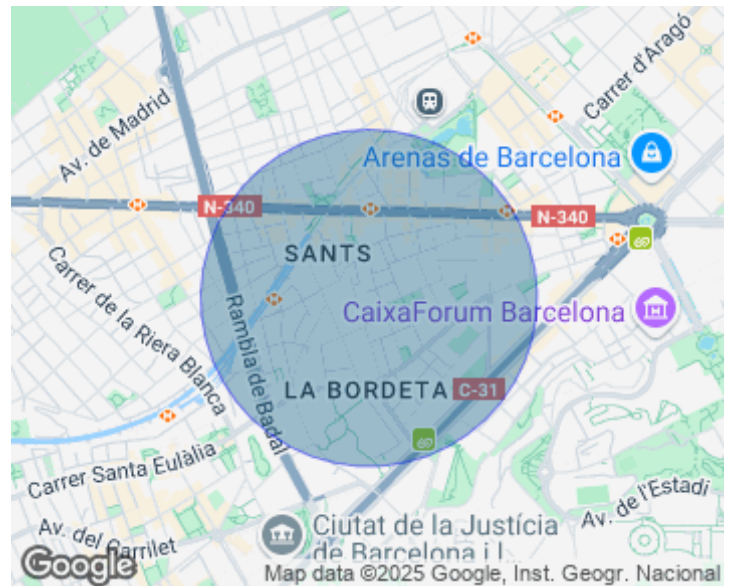 Carrer d'Aragó
Av. de Madrid
Arenas de Barcelona
N-340
N-340
SANTS
Carrer de la Riera Blanca
Rambla de Badal
CaixaForum Barcelona
LA BORDETA
C-31
Carrer Santa Eulàlia
Av. de l'Estadi
Av. del Carrilet
Ciutat de la Justícia
de Barcelona i l...
Google
Map data ©2025 Google, Inst. Geogr. Nacional